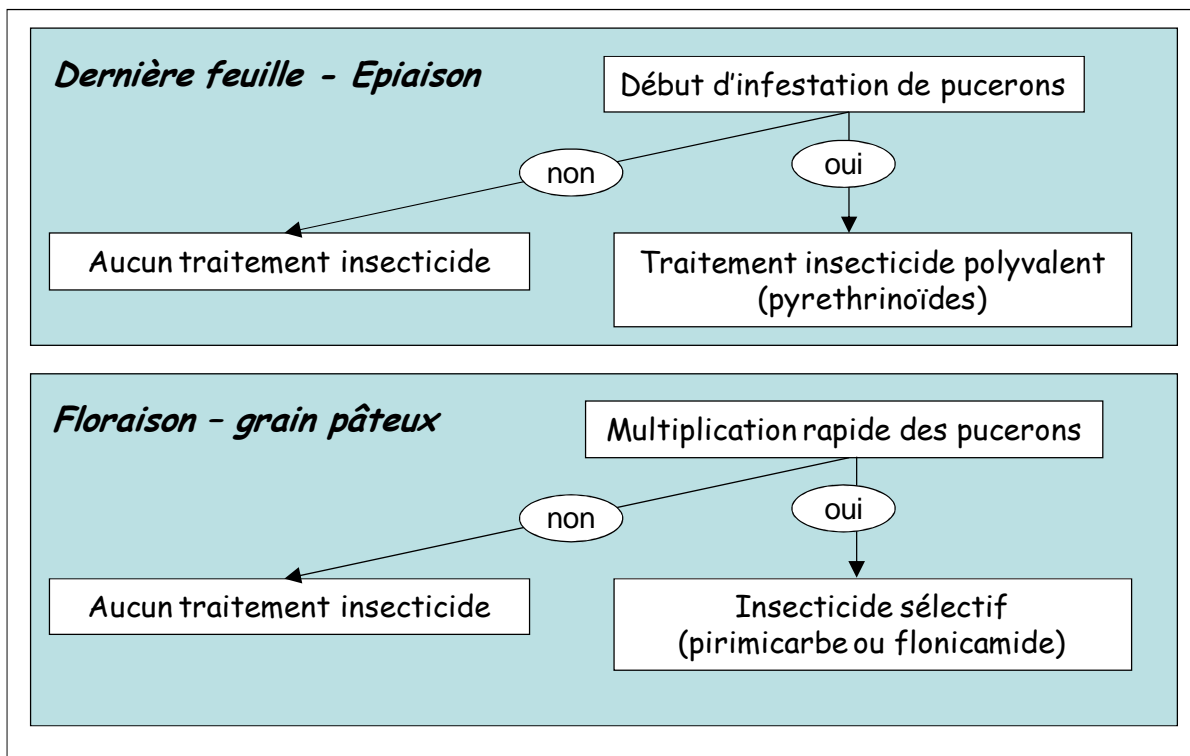 Dernière feuille - Epiaison
Début d'infestation de pucerons
non
oui
Aucun traitement insecticide
Traitement insecticide polyvalent
(pyrethrinoïdes)
Floraison – grain pâteux
Multiplication rapide des pucerons
non
oui
Aucun traitement insecticide
Insecticide sélectif
(pirimicarbe ou flonicamide)